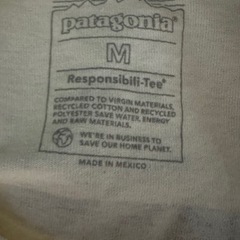 patagonia®
M
Responsibili-Tee®
COMPARED TO VIRGIN MATERIALS,
RECYCLED COTTON AND RECYCLED
POLYESTER SAVE WATER, ENERGY
AND RAW MATERIALS.
WE'RE IN BUSINESS TO
SAVE OUR HOME PLANET.
MADE IN MEXICO